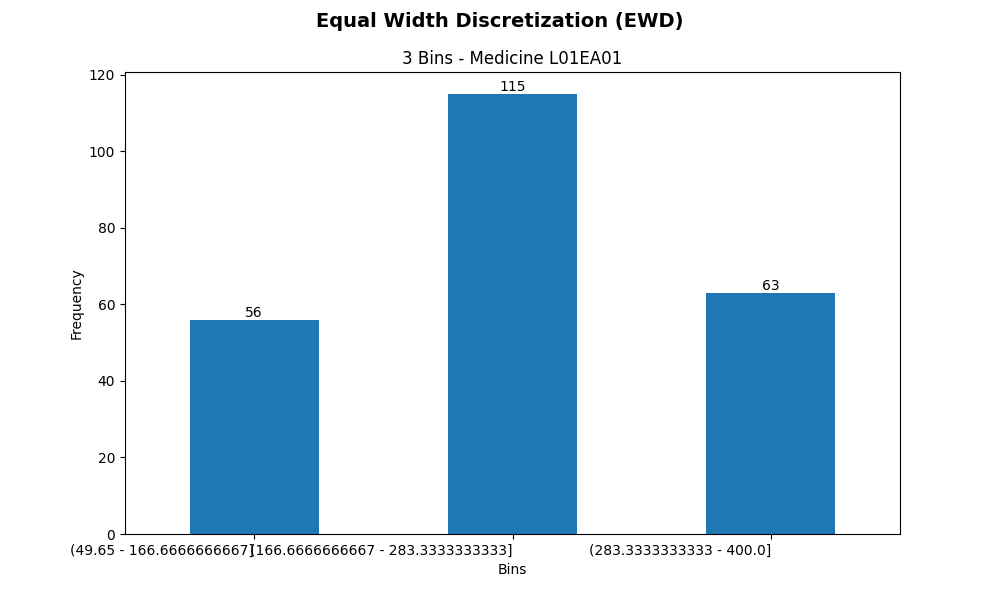 Equal Width Discretization (EWD)
3 Bins - Medicine L01EA01
120
100
80
60
40
20
0
Frequency
56
115
63
(49.65 - 166.6666666667]
(166.6666666667 - 283.3333333333]
(283.3333333333 - 400.0]
Bins